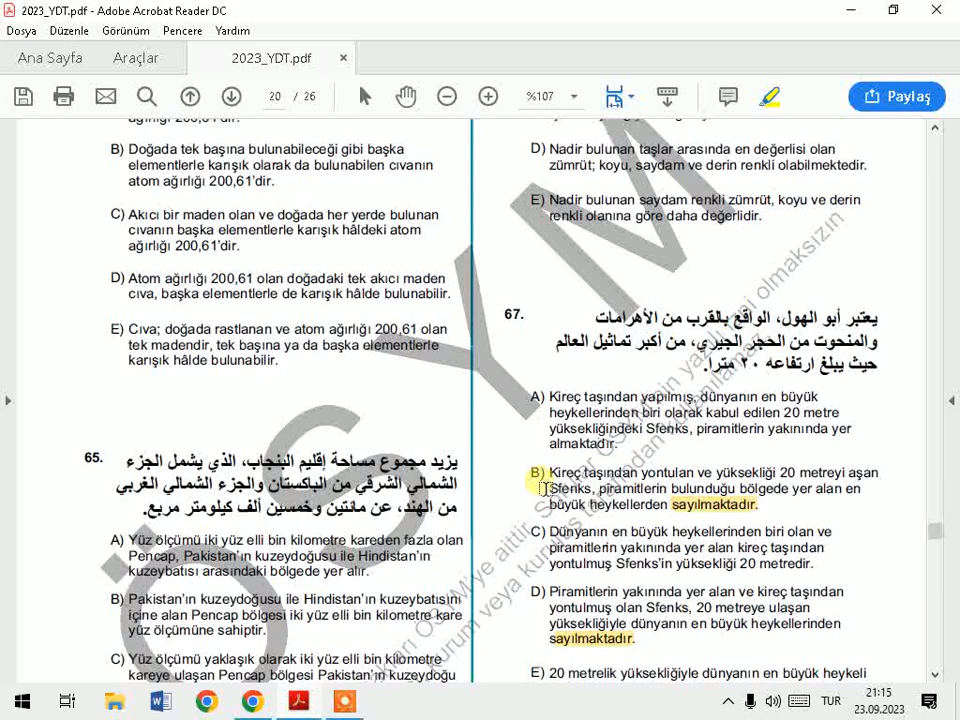 2023_YDT.pdf - Adobe Acrobat Reader DC
Dosya Düzenle Görünüm Pencere Yardım
Ana Sayfa Araçlar 2023_YDT.pdf
20 / 26 %107 Paylaş
ağırlığı 200,61'dir.
B) Doğada tek başına bulunabileceği gibi başka
elementlerle karışık olarak da bulunabilen cıvanın
atom ağırlığı 200,61'dir.
C) Akıcı bir maden olan ve doğada her yerde bulunan
cıvanın başka elementlerle karışık hâldeki atom
ağırlığı 200,61'dir.
D) Atom ağırlığı 200,61 olan doğadaki tek akıcı maden
cıva, başka elementlerle de karışık hâlde bulunabilir.
E) Cıva; doğada rastlanan ve atom ağırlığı 200,61 olan
tek madendir, tek başına ya da başka elementlerle
karışık hâlde bulunabilir.
65. يزيد مجموع مساحة إقليم البنجاب، الذي يشمل الجزء
الشمالي الشرقي من الباكستان والجزء الشمالي الغربي
من الهند، عن مائتين وخمسين ألف كيلومتر مربع.
A) Yüz ölçümü iki yüz elli bin kilometre kareden fazla olan
Pencap, Pakistan'ın kuzeydoğusu ile Hindistan'ın
kuzeybatısı arasındaki bölgede yer alır.
B) Pakistan'ın kuzeydoğusu ile Hindistan'ın kuzeybatısını
içine alan Pencap bölgesi iki yüz elli bin kilometre kare
yüz ölçümüne sahiptir.
C) Yüz ölçümü yaklaşık olarak iki yüz elli bin kilometre
kareye ulaşan Pencap bölgesi Pakistan'ın kuzeydoğu
D) Nadir bulunan taşlar arasında en değerlisi olan
zümrüt; koyu, saydam ve derin renkli olabilmektedir.
E) Nadir bulunan saydam renkli zümrüt, koyu ve derin
renkli olanına göre daha değerlidir.
67. يعتبر أبو الهول، الواقع بالقرب من الأهرامات
والمنحوت من الحجر الجيري، من أكبر تماثيل العالم
حيث يبلغ ارتفاعه ٢٠ مترا.
A) Kireç taşından yapılmış, dünyanın en büyük
heykellerinden biri olarak kabul edilen 20 metre
yüksekliğindeki Sfenks, piramitlerin yakınında yer
almaktadır.
B) Kireç taşından yontulan ve yüksekliği 20 metreyi aşan
Sfenks, piramitlerin bulunduğu bölgede yer alan en
büyük heykellerden sayılmaktadır.
C) Dünyanın en büyük heykellerinden biri olan ve
piramitlerin yakınında yer alan kireç taşından
yontulmuş Sfenks'in yüksekliği 20 metredir.
D) Piramitlerin yakınında yer alan ve kireç taşından
yontulmuş olan Sfenks, 20 metreye ulaşan
yüksekliğiyle dünyanın en büyük heykellerinden
sayılmaktadır.
E) 20 metrelik yüksekliğiyle dünyanın en büyük heykeli
ÖSYM
TUR
21:15
23.09.2023